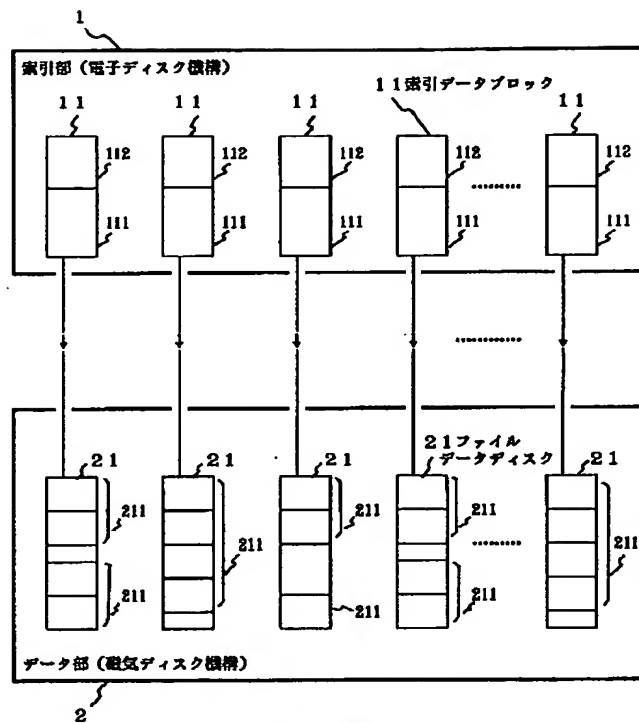 1
索引部（電子ディスク機構）
11 11 11 11索引データブロック 11
112 112 112 112 112
………
111 111 111 111 111
………
21 21 21 21ファイル 21
データディスク
211 211 211 211
211 211
………
211 211 211
データ部（磁気ディスク機構）
2